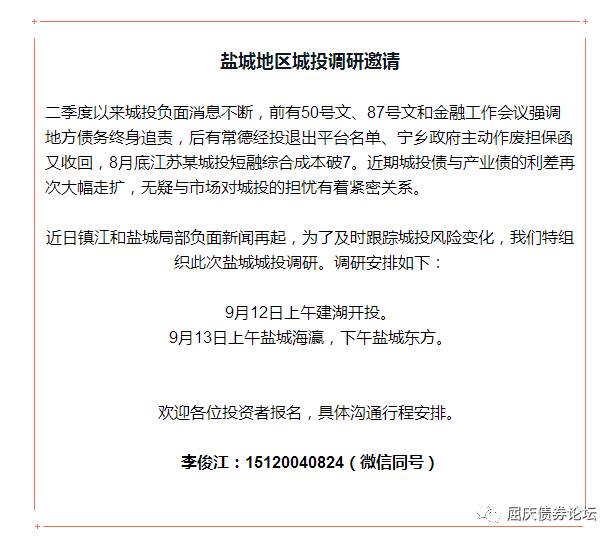 盐城地区城投调研邀请
二季度以来城投负面消息不断，前有50号文、87号文和金融工作会议强调
地方债务终身追责，后有常德经投退出平台名单、宁乡政府主动作废担保函
又收回，8月底江苏某城投短融综合成本破7。近期城投债与产业债的利差再
次大幅走扩，无疑与市场对城投的担忧有着紧密关系。
近日镇江和盐城局部负面新闻再起，为了及时跟踪城投风险变化，我们特组
织此次盐城城投调研。调研安排如下：
9月12日上午建湖开投。
9月13日上午盐城海瀛，下午盐城东方。
欢迎各位投资者报名，具体沟通行程安排。
李俊江：15120040824（微信同号）
屈庆债券论坛